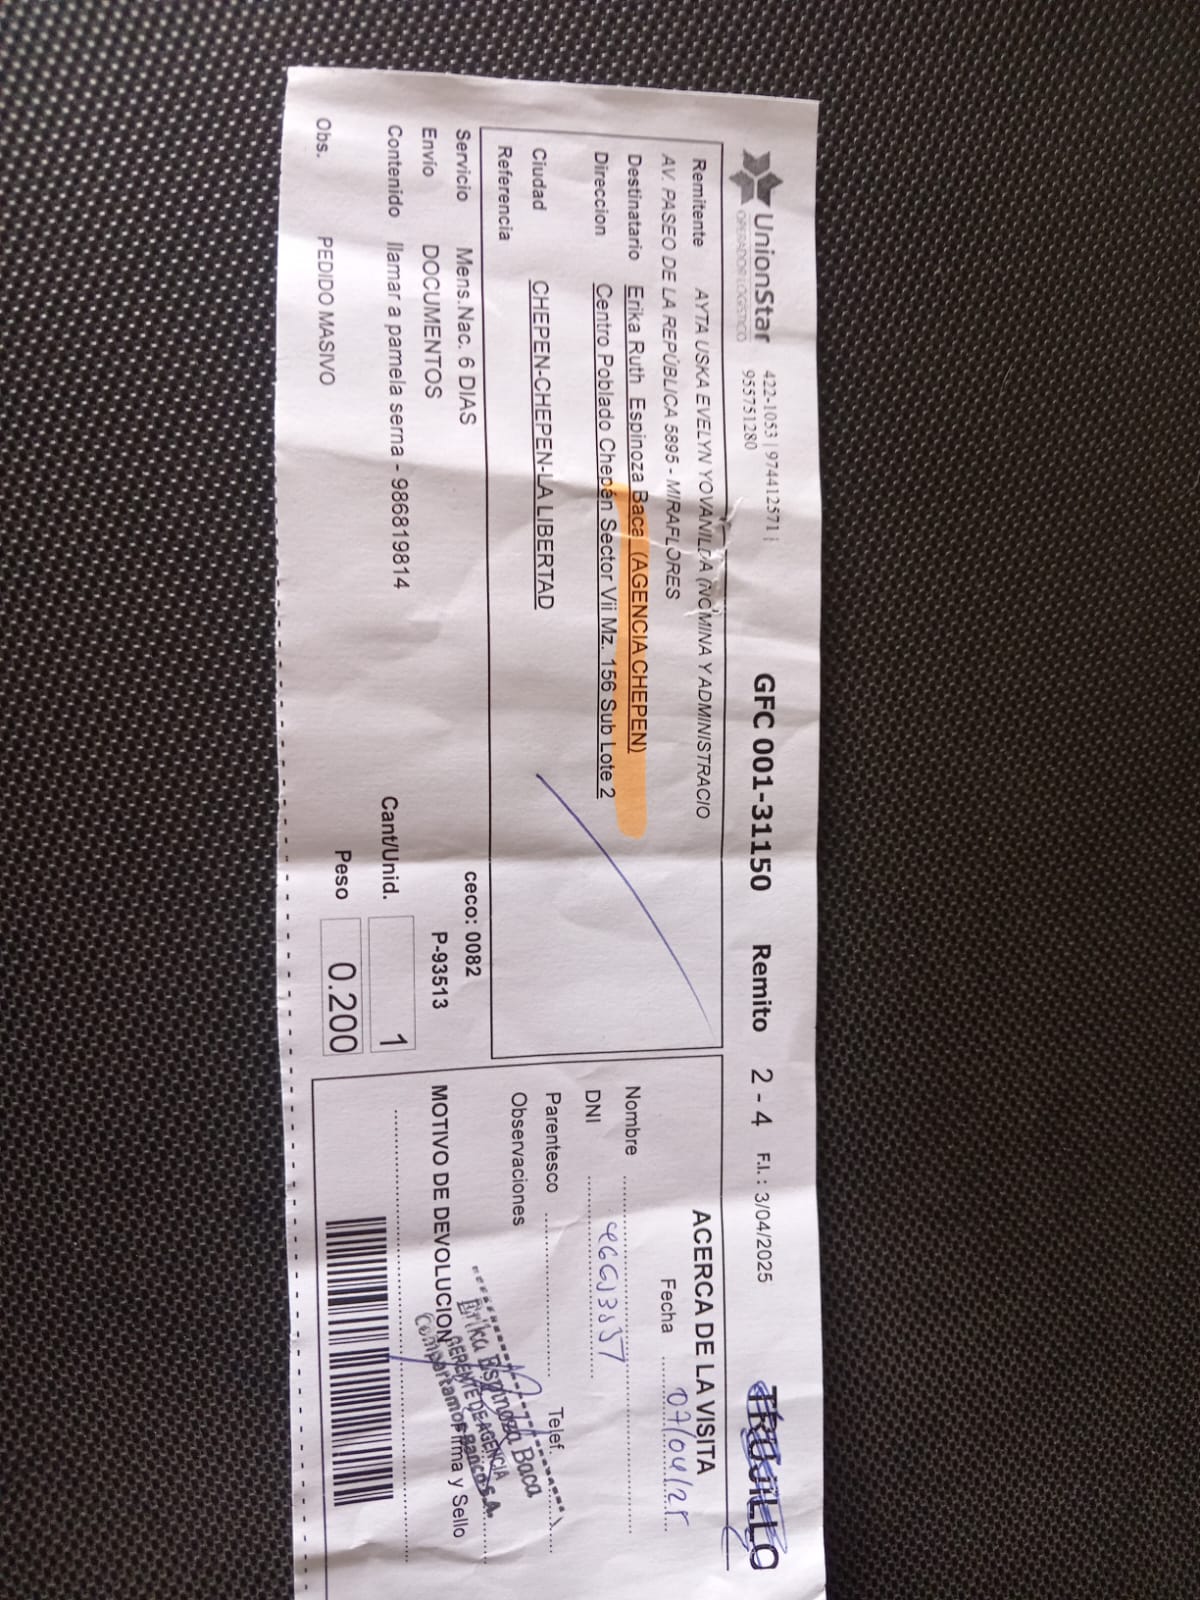 UnionStar
OPERADOR LOGISTICO
422-1053 | 974412571 |
955751280
GFC 001-31150 Remito 2 - 4 F.I. : 3/04/2025 TRUJILLO
Remitente AYTA USKA EVELYN YOVANILDA (NOMINA Y ADMINISTRACIO
AV. PASEO DE LA REPÚBLICA 5895 - MIRAFLORES
Destinatario Erika Ruth Espinoza Baca (AGENCIA CHEPEN)
Direccion Centro Poblado Chepén Sector Vii Mz. 156 Sub Lote 2
Ciudad CHEPEN-CHEPEN-LA LIBERTAD
Referencia
Servicio Mens.Nac. 6 DIAS ceco: 0082
Envío DOCUMENTOS P-93513
Contenido llamar a pamela serna - 986819814 Cant/Unid. 1
Obs. PEDIDO MASIVO Peso 0.200
ACERCA DE LA VISITA
Fecha 07/04/25
Nombre
DNI
Parentesco Telef.
Observaciones
MOTIVO DE DEVOLUCION
Firma y Sello
Erika Espinoza Baca
GERENTE DE AGENCIA
Compartamos Banco S.A.